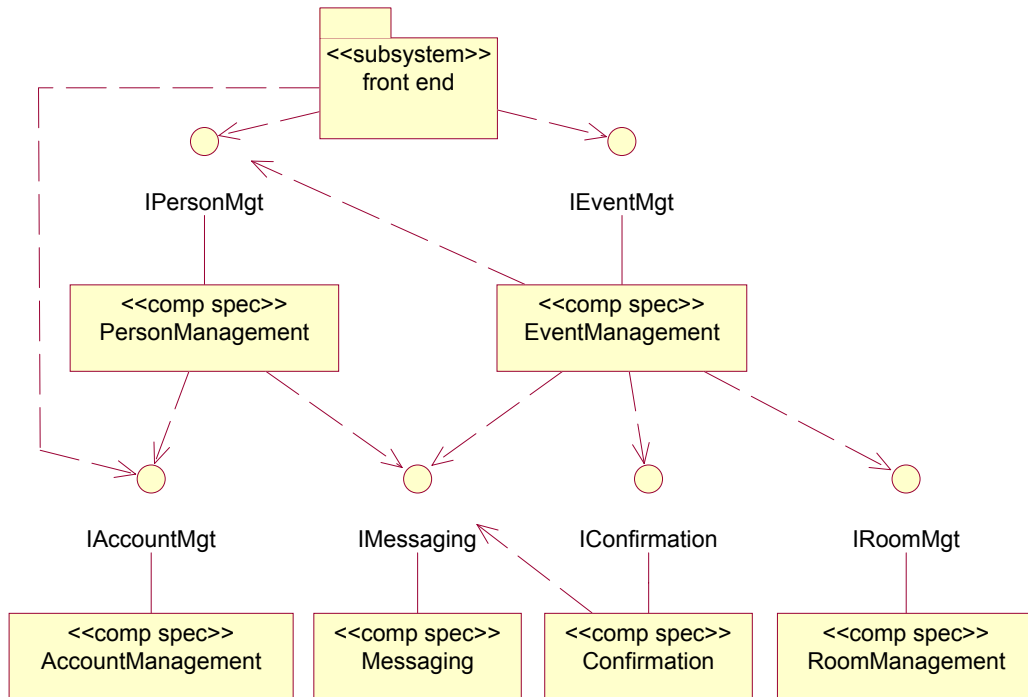 <<subsystem>>
front end
IPersonMgt
IEventMgt
<<comp spec>>
PersonManagement
<<comp spec>>
EventManagement
IAccountMgt
IMessaging
IConfirmation
IRoomMgt
<<comp spec>>
AccountManagement
<<comp spec>>
Messaging
<<comp spec>>
Confirmation
<<comp spec>>
RoomManagement